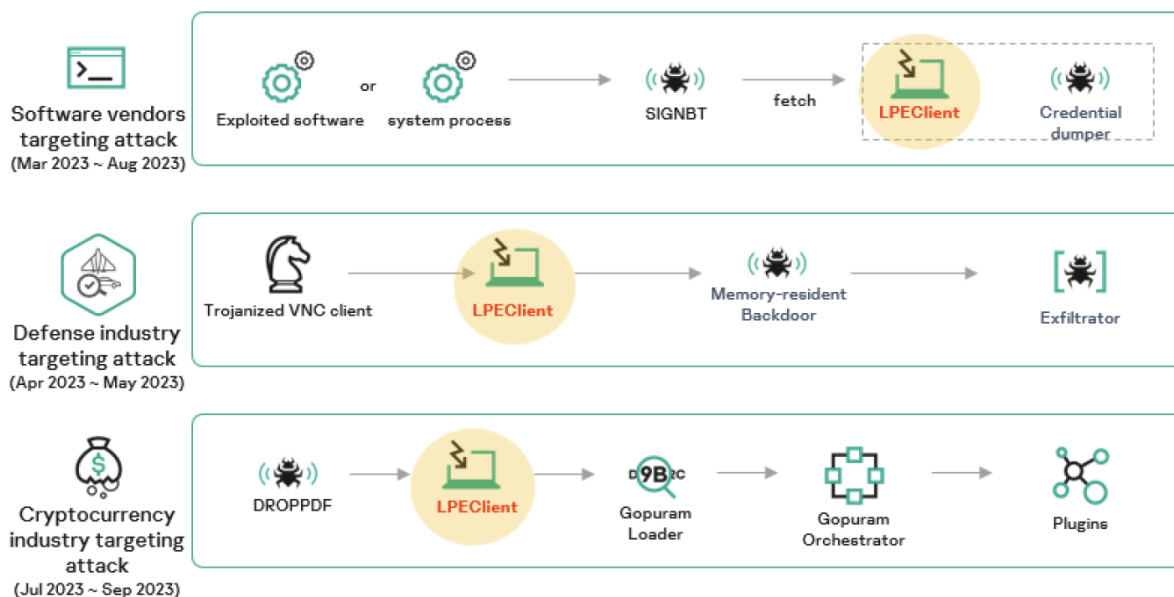 Software vendors
targeting attack
(Mar 2023 ~ Aug 2023)
Exploited software
or
system process
SIGNBT
fetch
LPEClient
Credential
dumper
Defense industry
targeting attack
(Apr 2023 ~ May 2023)
Trojanized VNC client
LPEClient
Memory-resident
Backdoor
Exfiltrator
Cryptocurrency
industry targeting
attack
(Jul 2023 ~ Sep 2023)
$
DROPPDF
LPEClient
D 9B 2C
Gopuram
Loader
Gopuram
Orchestrator
Plugins